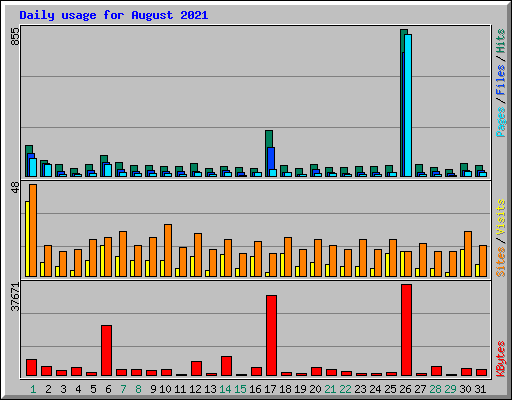 Daily usage for August 2021
855
Pages / Files / Hits
48
Sites / Visits
37671
KBytes
1 2 3 4 5 6 7 8 9 10 11 12 13 14 15 16 17 18 19 20 21 22 23 24 25 26 27 28 29 30 31